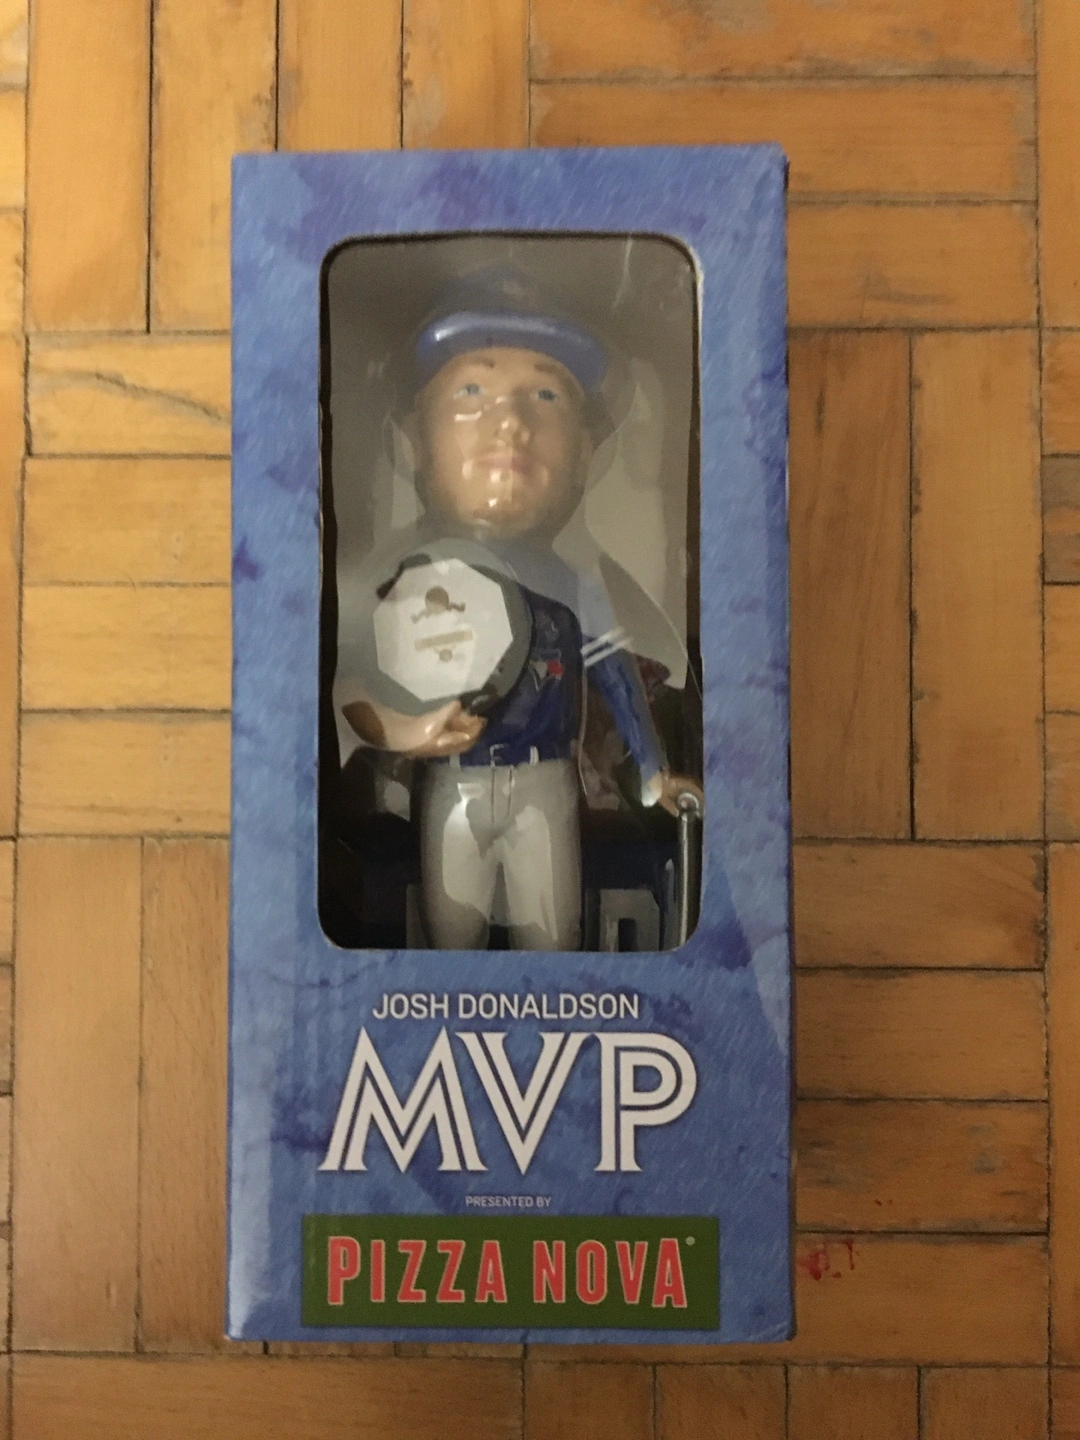 JOSH DONALDSON
MVP
PRESENTED BY
PIZZA NOVA